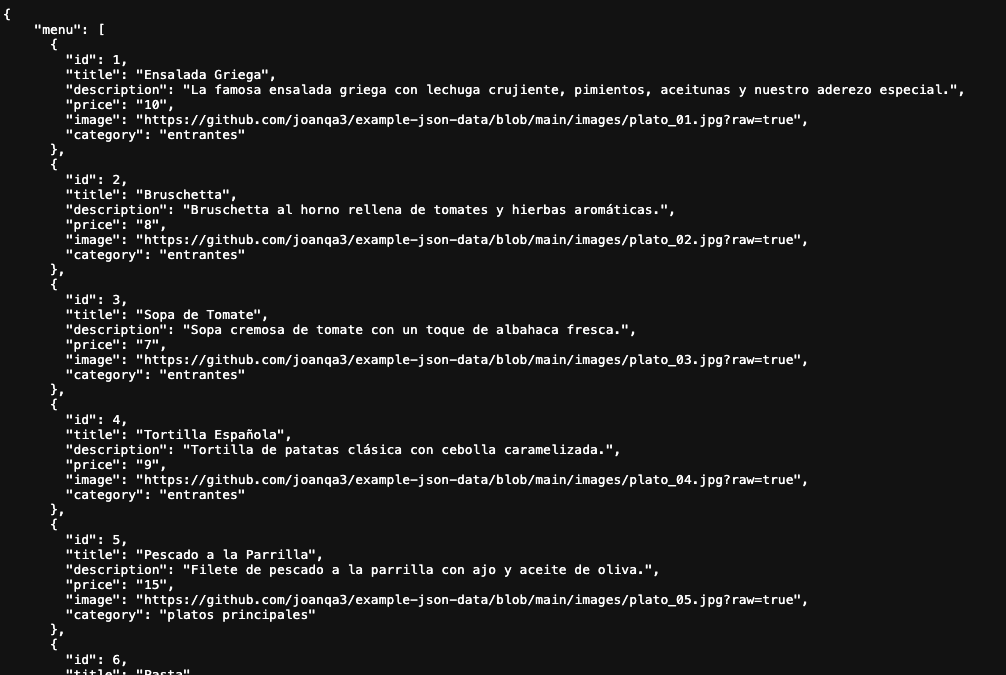 {
    "menu": [
      {
        "id": 1,
        "title": "Ensalada Griega",
        "description": "La famosa ensalada griega con lechuga crujiente, pimientos, aceitunas y nuestro aderezo especial.",
        "price": "10",
        "image": "https://github.com/joanqa3/example-json-data/blob/main/images/plato_01.jpg?raw=true",
        "category": "entrantes"
      },
      {
        "id": 2,
        "title": "Bruschetta",
        "description": "Bruschetta al horno rellena de tomates y hierbas aromáticas.",
        "price": "8",
        "image": "https://github.com/joanqa3/example-json-data/blob/main/images/plato_02.jpg?raw=true",
        "category": "entrantes"
      },
      {
        "id": 3,
        "title": "Sopa de Tomate",
        "description": "Sopa cremosa de tomate con un toque de albahaca fresca.",
        "price": "7",
        "image": "https://github.com/joanqa3/example-json-data/blob/main/images/plato_03.jpg?raw=true",
        "category": "entrantes"
      },
      {
        "id": 4,
        "title": "Tortilla Española",
        "description": "Tortilla de patatas clásica con cebolla caramelizada.",
        "price": "9",
        "image": "https://github.com/joanqa3/example-json-data/blob/main/images/plato_04.jpg?raw=true",
        "category": "entrantes"
      },
      {
        "id": 5,
        "title": "Pescado a la Parrilla",
        "description": "Filete de pescado a la parrilla con ajo y aceite de oliva.",
        "price": "15",
        "image": "https://github.com/joanqa3/example-json-data/blob/main/images/plato_05.jpg?raw=true",
        "category": "platos principales"
      },
      {
        "id": 6,
        "title": "Pasta"